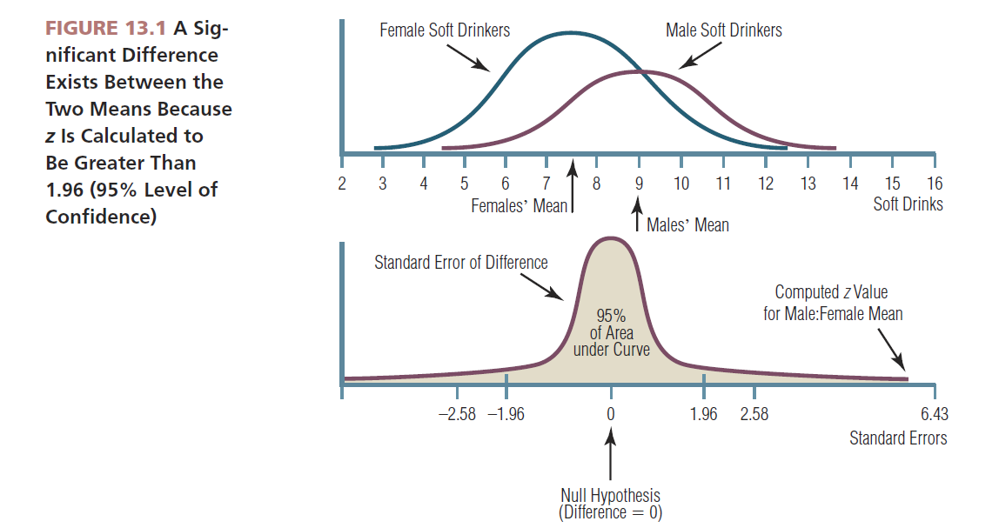 FIGURE 13.1 A Sig-
nificant Difference
Exists Between the
Two Means Because
z Is Calculated to
Be Greater Than
1.96 (95% Level of
Confidence)
Female Soft Drinkers
Male Soft Drinkers
2 3 4 5 6 7 8 9 10 11 12 13 14 15 16
Soft Drinks
Females’ Mean
Males’ Mean
Standard Error of Difference
Computed z Value
for Male:Female Mean
95%
of Area
under Curve
–2.58 –1.96 0 1.96 2.58 6.43
Standard Errors
Null Hypothesis
(Difference = 0)